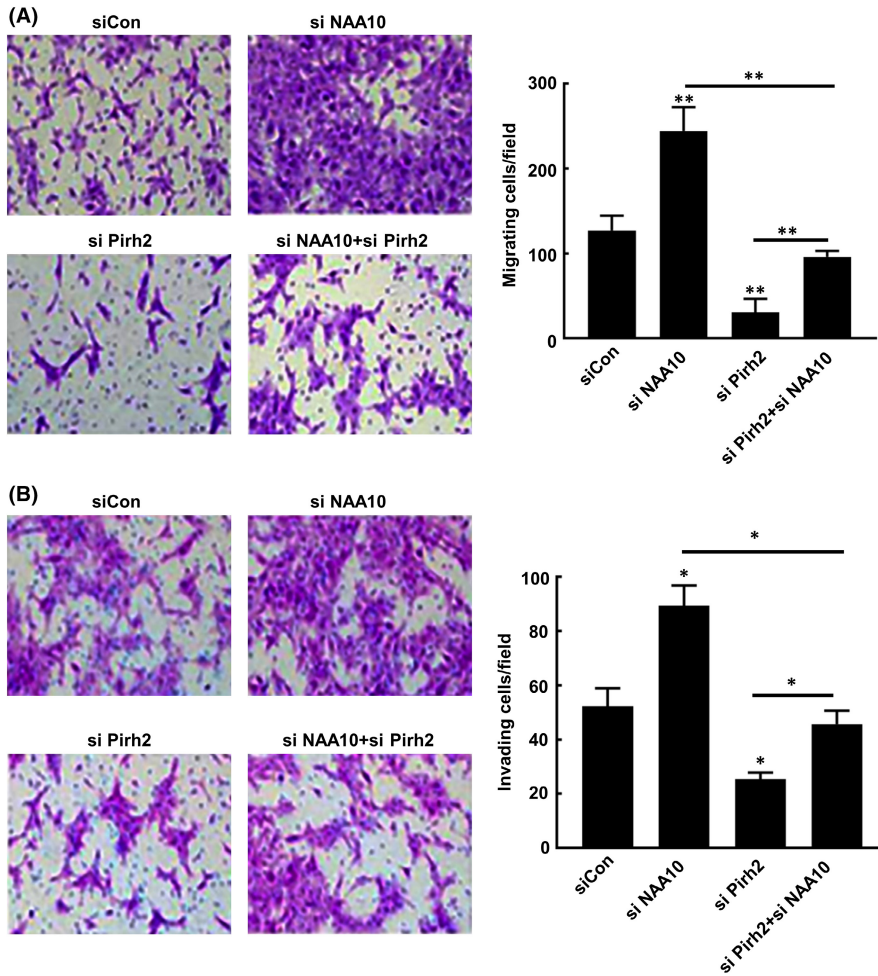 (A)
siCon
si NAA10
si Pirh2
si NAA10+si Pirh2
Migrating cells/field
300
200
100
0
**
**
**
**
siCon
si NAA10
si Pirh2
si Pirh2+si NAA10
(B)
siCon
si NAA10
si Pirh2
si NAA10+si Pirh2
Invading cells/field
100
80
60
40
20
0
*
*
*
*
siCon
si NAA10
si Pirh2
si Pirh2+si NAA10